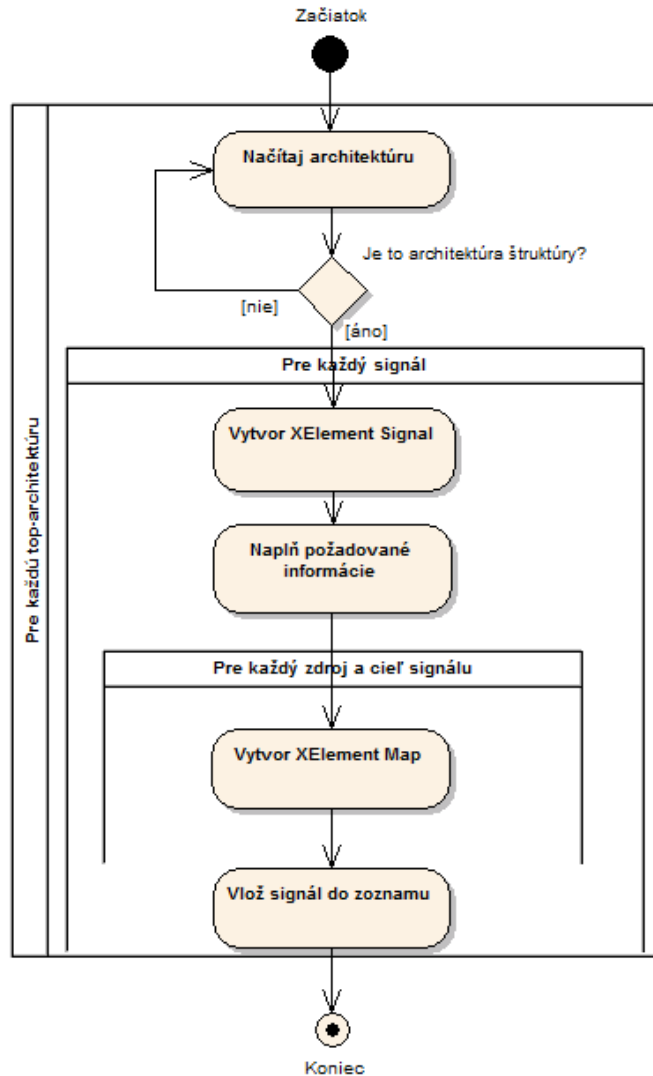 Začiatok
Načítaj architektúru
Je to architektúra štruktúry?
[nie]
[áno]
Pre každú top-architektúru
Pre každý signál
Vytvor XElement Signal
Naplň požadované
informácie
Pre každý zdroj a cieľ signálu
Vytvor XElement Map
Vlož signál do zoznamu
Koniec